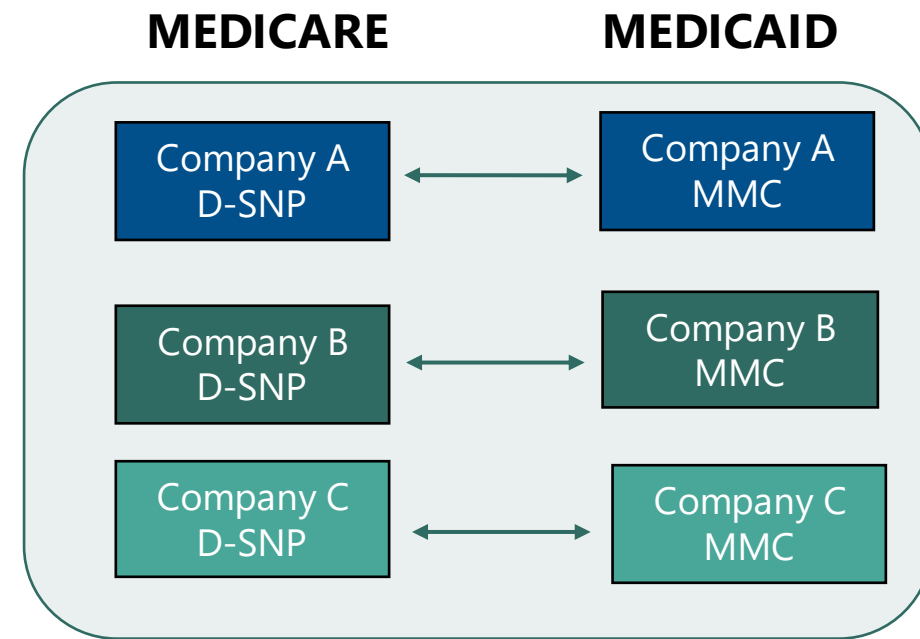 MEDICARE
MEDICAID
Company A
D-SNP
Company A
MMC
Company B
D-SNP
Company B
MMC
Company C
D-SNP
Company C
MMC